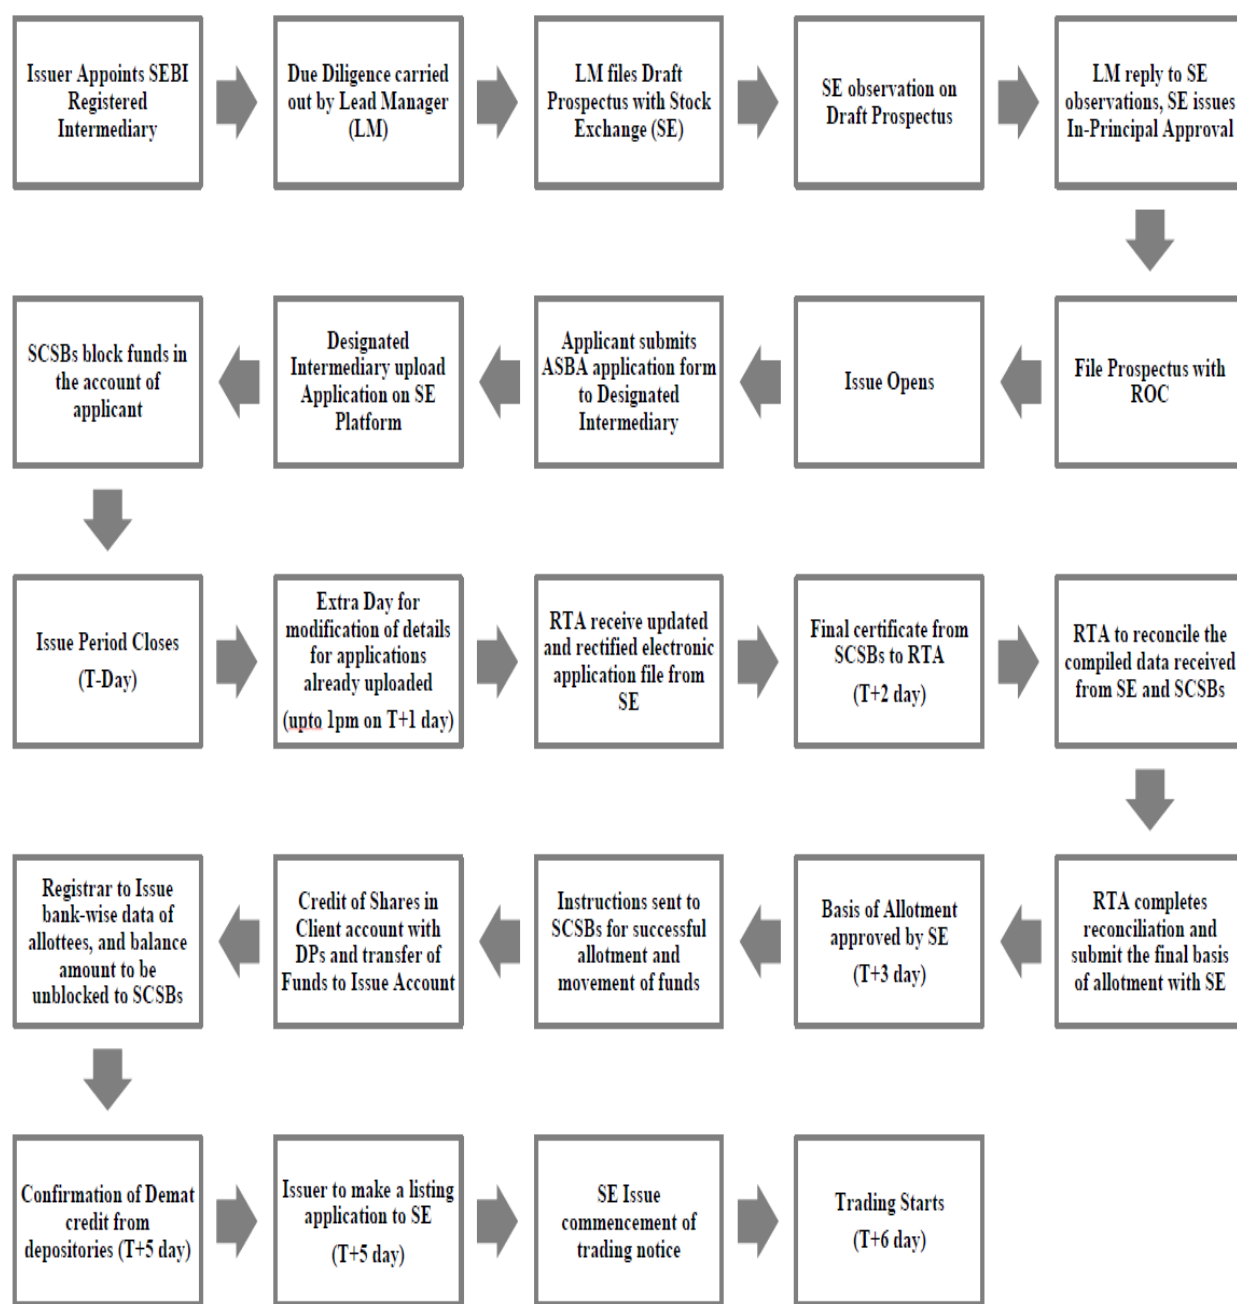 Issuer Appoints SEBI
Registered
Intermediary
Due Diligence carried
out by Lead Manager
(LM)
LM files Draft
Prospectus with Stock
Exchange (SE)
SE observation on
Draft Prospectus
LM reply to SE
observations, SE issues
In-Principal Approval
File Prospectus with
ROC
Issue Opens
Applicant submits
ASBA application form
to Designated
Intermediary
Designated
Intermediary upload
Application on SE
Platform
SCSBs block funds in
the account of
applicant
Issue Period Closes
(T-Day)
Extra Day for
modification of details
for applications
already uploaded
(upto 1pm on T+1 day)
RTA receive updated
and rectified electronic
application file from
SE
Final certificate from
SCSBs to RTA
(T+2 day)
RTA to reconcile the
compiled data received
from SE and SCSBs
RTA completes
reconciliation and
submit the final basis
of allotment with SE
Basis of Allotment
approved by SE
(T+3 day)
Instructions sent to
SCSBs for successful
allotment and
movement of funds
Credit of Shares in
Client account with
DPs and transfer of
Funds to Issue Account
Registrar to Issue
bank-wise data of
allottees, and balance
amount to be
unblocked to SCSBs
Confirmation of Demat
credit from
depositories (T+5 day)
Issuer to make a listing
application to SE
(T+5 day)
SE Issue
commencement of
trading notice
Trading Starts
(T+6 day)